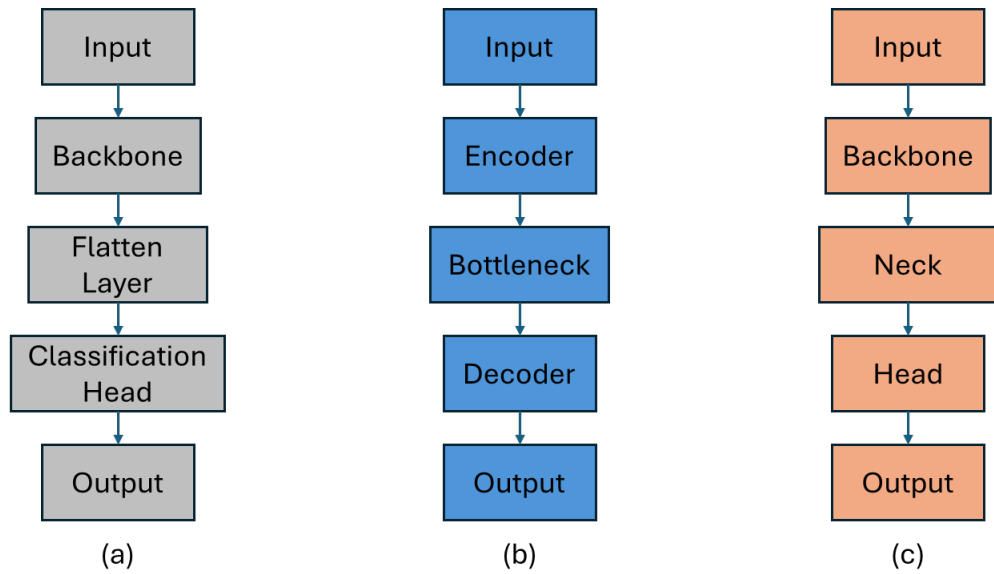 Input
Backbone
Flatten
Layer
Classification
Head
Output
(a)
Input
Encoder
Bottleneck
Decoder
Output
(b)
Input
Backbone
Neck
Head
Output
(c)